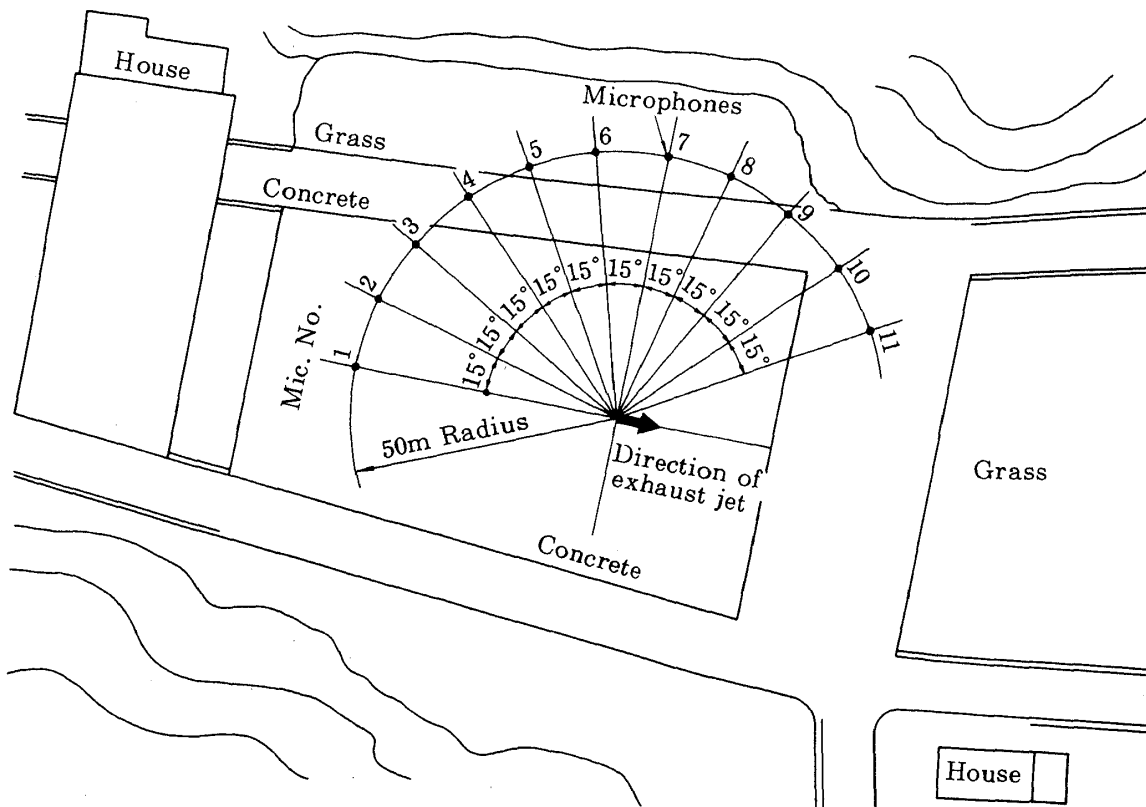 House
Microphones
Grass
Concrete
Mic. No.
1
2
3
4
5
6
7
8
9
10
11
15°
15°
15°
15°
15°
15°
15°
15°
15°
15°
50m Radius
Direction of
exhaust jet
Grass
Concrete
House